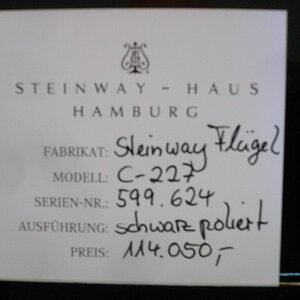 STEINWAY - HAUS
HAMBURG
FABRIKAT: Steinway Flügel
MODELL: C-227
SERIEN-NR.: 599.624
AUSFÜHRUNG: schwarz poliert
PREIS: 114.050,-